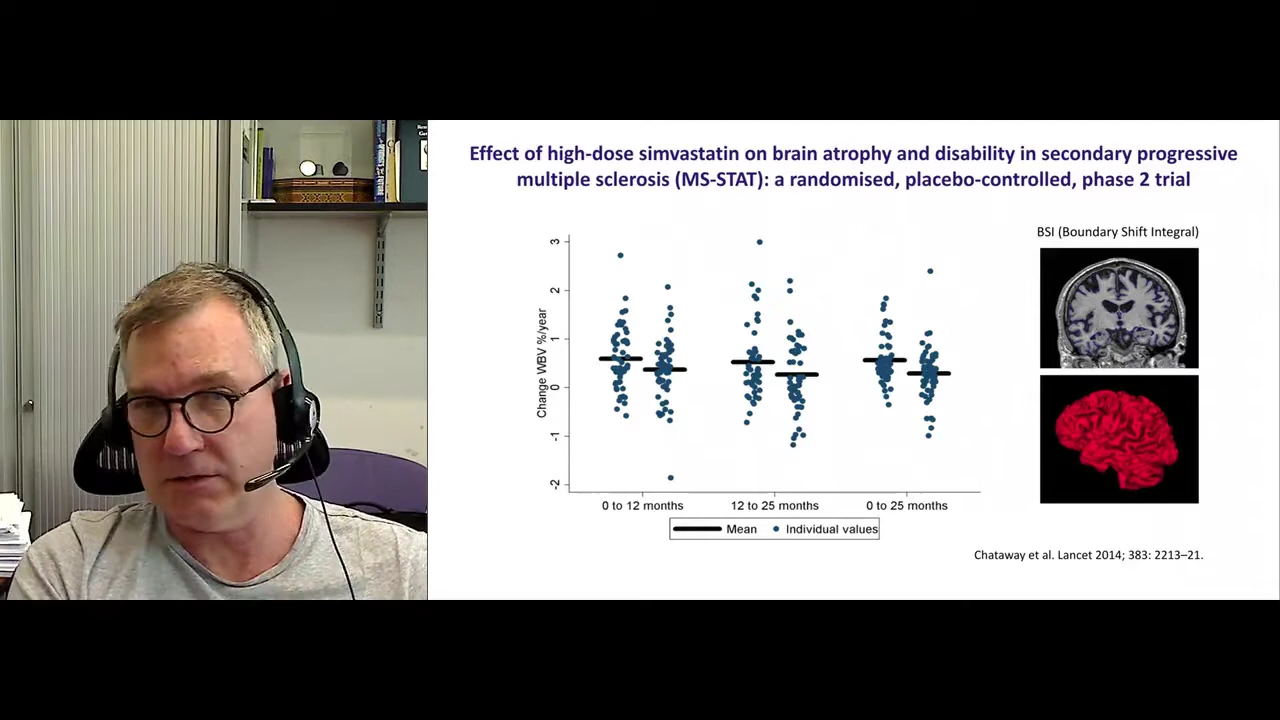 Effect of high-dose simvastatin on brain atrophy and disability in secondary progressive
multiple sclerosis (MS-STAT): a randomised, placebo-controlled, phase 2 trial
BSI (Boundary Shift Integral)
Change WBV %/year
3
2
1
0
-1
-2
0 to 12 months
12 to 25 months
0 to 25 months
Mean
Individual values
Chataway et al. Lancet 2014; 383: 2213–21.